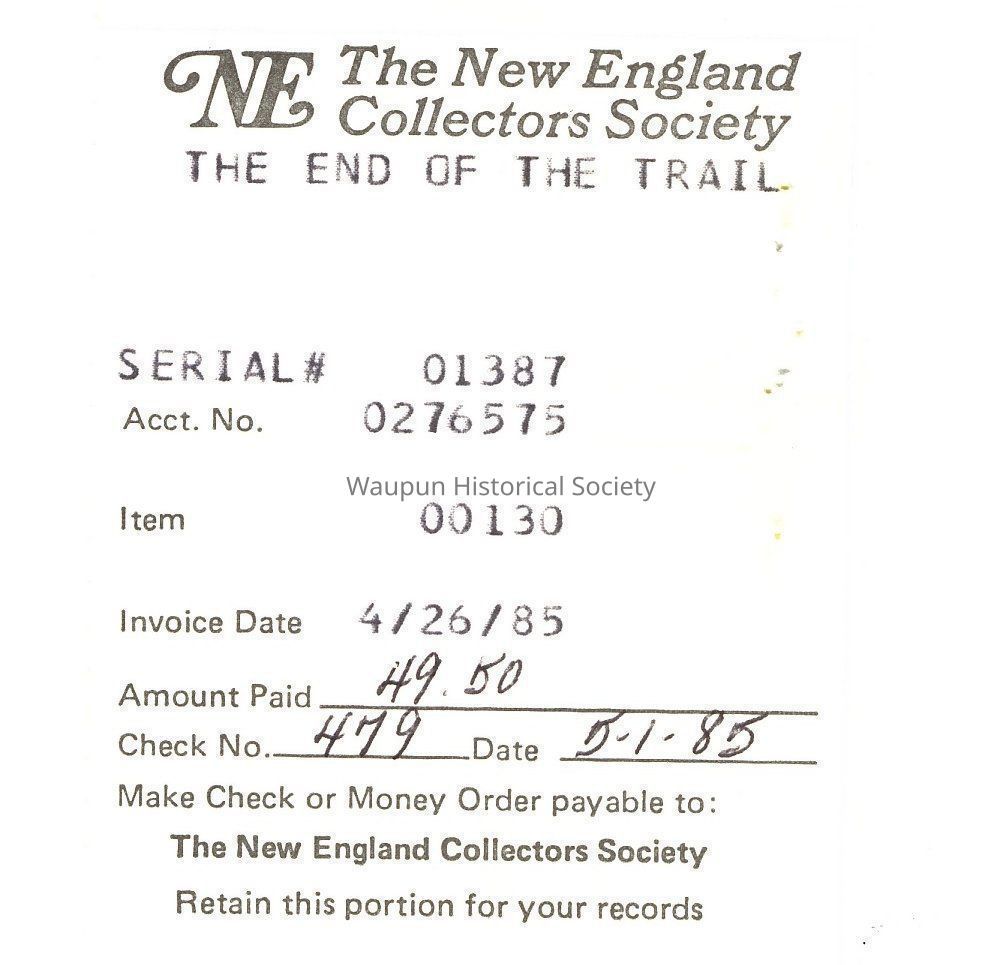 NE The New England
Collectors Society
THE END OF THE TRAIL
SERIAL# 01387
Acct. No. 0276575
Waupun Historical Society
Item 00130
Invoice Date 4/26/85
Amount Paid 49.50
Check No. 479 Date 5-1-85
Make Check or Money Order payable to:
The New England Collectors Society
Retain this portion for your records